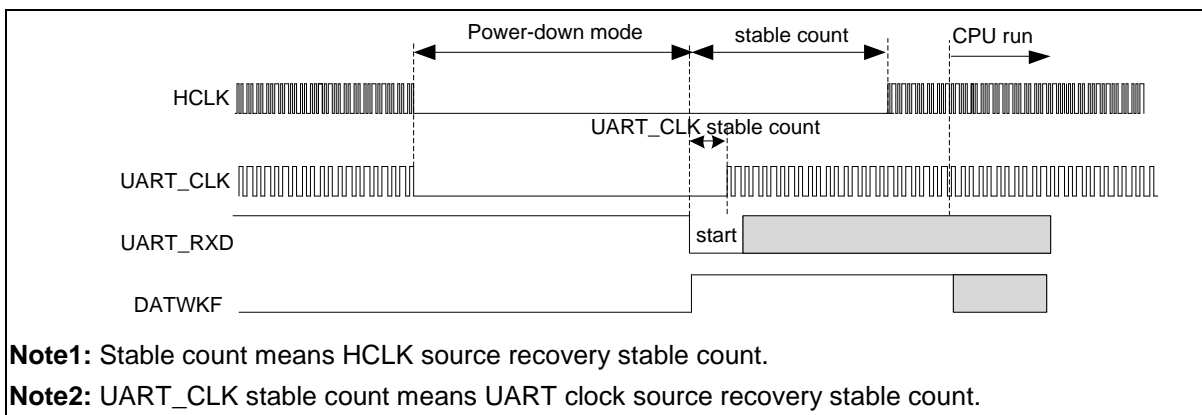 Power-down mode
stable count
CPU run
HCLK
UART_CLK stable count
UART_CLK
UART_RXD
start
DATWKF
Note1: Stable count means HCLK source recovery stable count.
Note2: UART_CLK stable count means UART clock source recovery stable count.